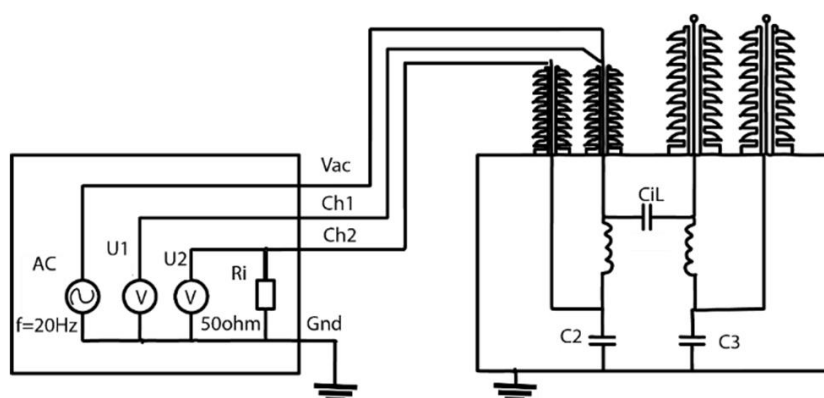 Vac
Ch1
CiL
U1
Ch2
U2
AC
Ri
V
V
f=20Hz
50ohm
Gnd
C2
C3